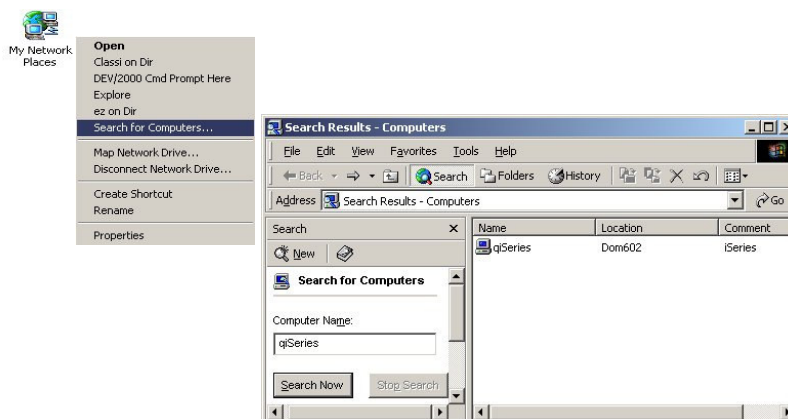 My Network
Places
Open
Classi on Dir
DEV/2000 Cmd Prompt Here
Explore
ez on Dir
Search for Computers...
Map Network Drive...
Disconnect Network Drive...
Create Shortcut
Rename
Properties
Search Results - Computers
File Edit View Favorites Tools Help
Back Search Folders History
Address Search Results - Computers Go
Search Name Location Comment
New qiSeries Dom602 iSeries
Search for Computers
Computer Name:
qiSeries
Search Now Stop Search